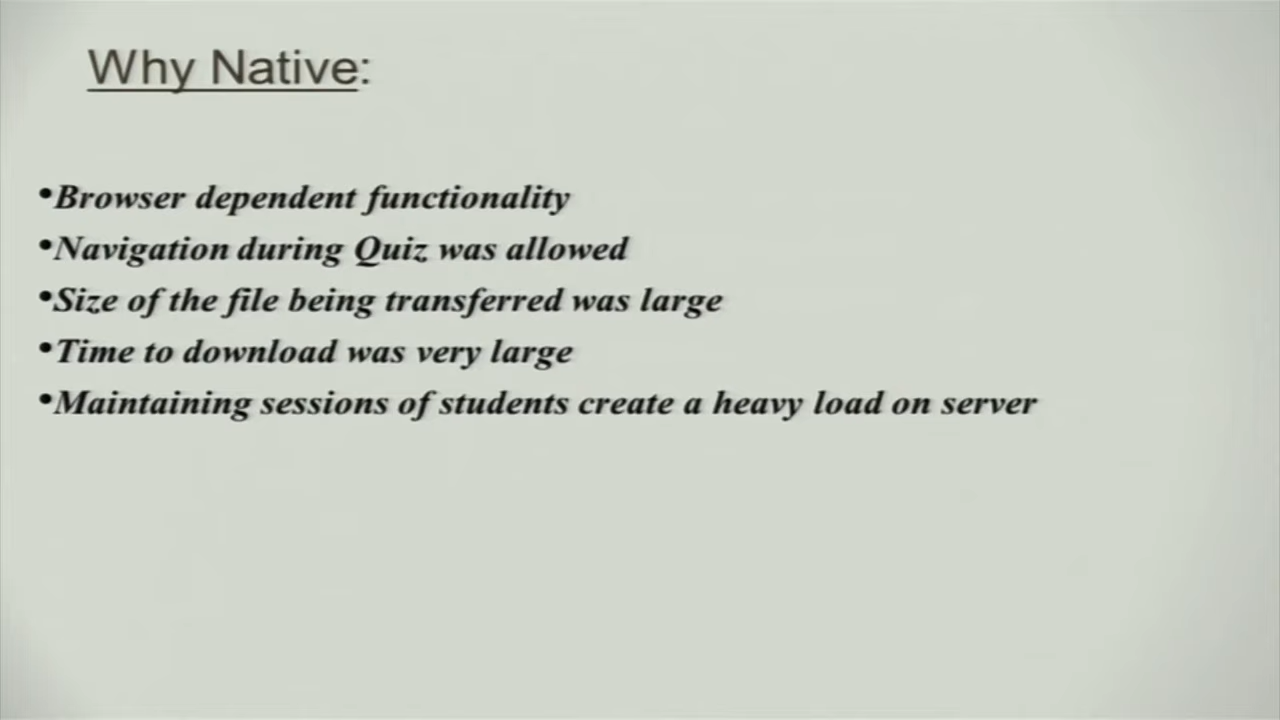 Why Native:
•Browser dependent functionality
•Navigation during Quiz was allowed
•Size of the file being transferred was large
•Time to download was very large
•Maintaining sessions of students create a heavy load on server